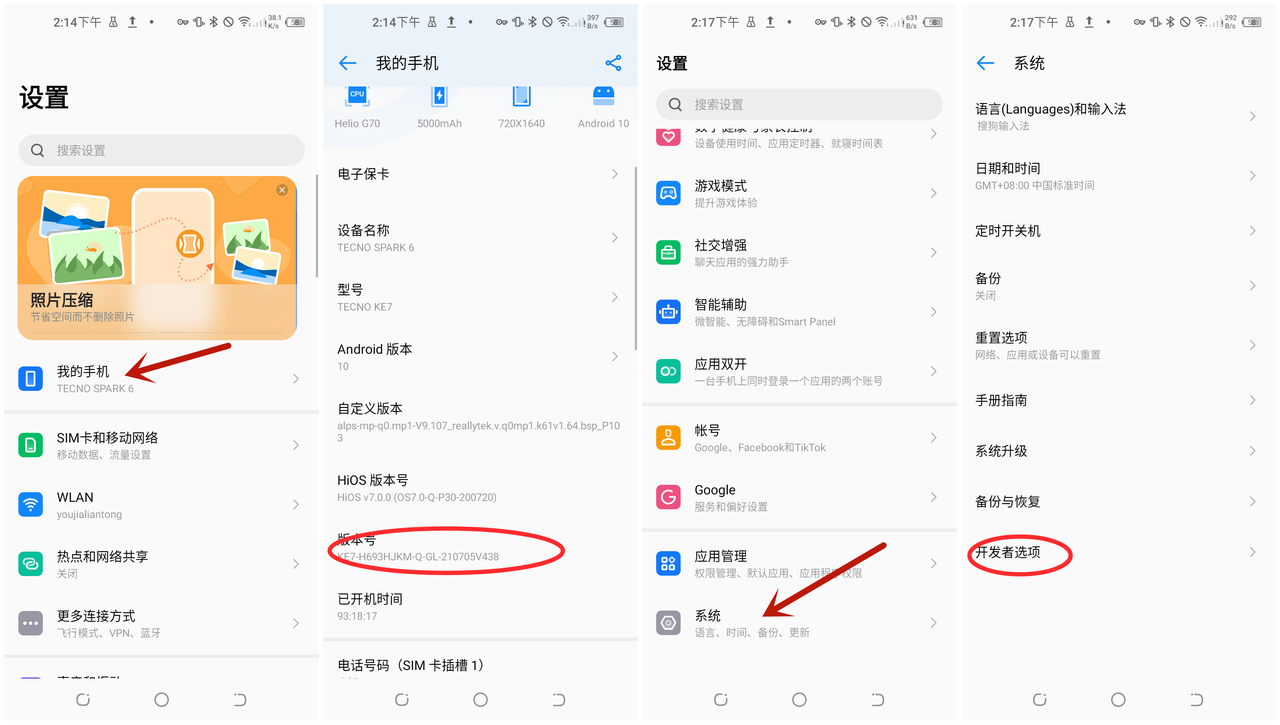 2:14下午
38.1
K/s
58
设置
搜索设置
照片压缩
节省空间而不删除照片
我的手机
TECNO SPARK 6
SIM卡和移动网络
移动数据、流量设置
WLAN
youjialiantong
热点和网络共享
关闭
更多连接方式
飞行模式、VPN、蓝牙
2:14下午
397
B/s
58
我的手机
CPU
Helio G70
5000mAh
720X1640
Android 10
电子保卡
设备名称
TECNO SPARK 6
型号
TECNO KE7
Android 版本
10
自定义版本
alps-mp-q0.mp1-V9.107_reallytek.v.q0mp1.k61v1.64.bsp_P10
3
HiOS 版本号
HiOS v7.0.0 (OS7.0-Q-P30-200720)
版本号
KE7-H693HJKM-Q-GL-210705V438
已开机时间
93:18:17
电话号码（SIM 卡插槽 1）
2:17下午
631
B/s
58
设置
搜索设置
数字健康与家长控制
设备使用时间、应用定时器、就寝时间表
游戏模式
提升游戏体验
社交增强
聊天应用的强力助手
智能辅助
微智能、无障碍和Smart Panel
应用双开
一台手机上同时登录一个应用的两个账号
帐号
Google、Facebook和TikTok
Google
服务和偏好设置
应用管理
权限管理、默认应用、应用程序权限
系统
语言、时间、备份、更新
2:17下午
292
B/s
58
系统
语言(Languages)和输入法
搜狗输入法
日期和时间
GMT+08:00 中国标准时间
定时开关机
备份
关闭
重置选项
网络、应用或设备可以重置
手册指南
系统升级
备份与恢复
开发者选项